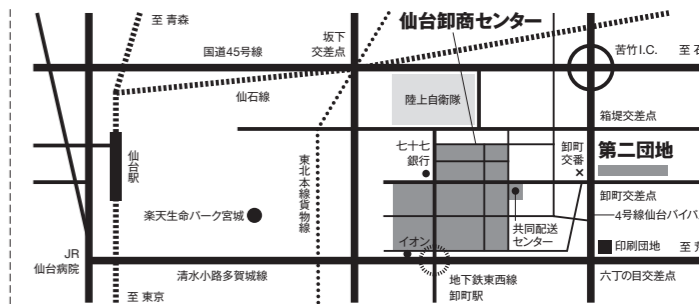 至 青森
仙台卸商センター
坂下
交差点
国道45号線
苦竹I.C.
至 石
仙石線
陸上自衛隊
箱堤交差点
七十七
銀行
卸町
交番
第二団地
仙台駅
東北本線貨物線
卸町交差点
楽天生命パーク宮城
4号線仙台バイパ
共同配送
センター
イオン
印刷団地
至
JR
仙台病院
清水小路多賀城線
地下鉄東西線
卸町駅
六丁の目交差点
至 東京